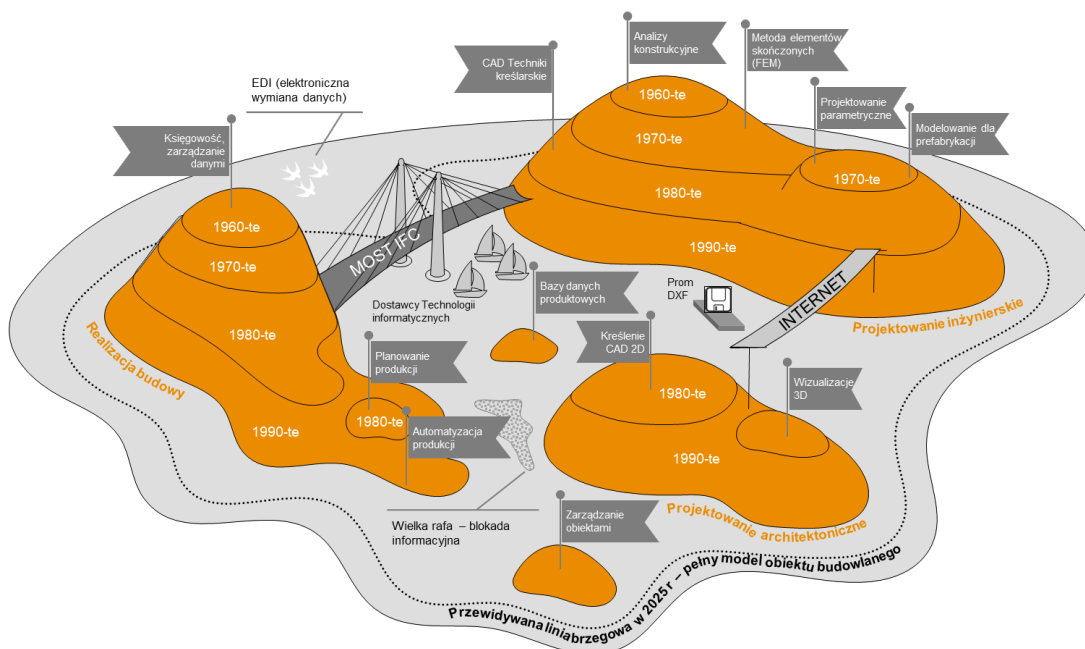 Analizy
konstrukcyjne
Metoda elementów
skończonych
(FEM)
CAD Techniki
kreślarskie
EDI (elektroniczna
wymiana danych)
Projektowanie
parametryczne
Modelowanie dla
prefabrykacji
Księgowość,
zarządzanie
danymi
1960-te
1970-te
1980-te
1990-te
1970-te
1960-te
1970-te
1980-te
1990-te
MOST IFC
Dostawcy Technologii
informatycznych
Bazy danych
produktowych
Prom
DXF
INTERNET
Projektowanie inżynierskie
Realizacja budowy
Planowanie
produkcji
1980-te
Automatyzacja
produkcji
Kreślenie
CAD 2D
1980-te
1990-te
Wizualizacje
3D
Projektowanie architektoniczne
Wielka rafa – blokada
informacyjna
Zarządzanie
obiektami
Przewidywana liniabrzegowa w 2025 r – pełny model obiektu budowlanego